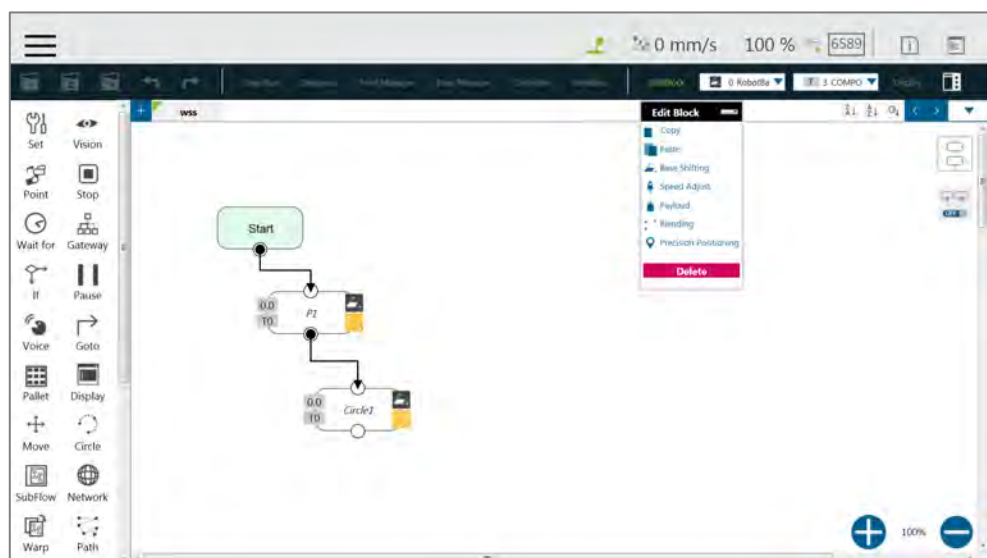 0 mm/s 100 % 6589
0 RobotBa 3 COMPO
wss
Set Vision
Point Stop
Wait for Gateway
If Pause
Voice Goto
Pallet Display
Move Circle
SubFlow Network
Warp Path
Start
0.0
T0
P1
0.0
T0
Circle1
Edit Block
Copy
Paste
Base Shifting
Speed Adjust
Payload
Blending
Precision Positioning
Delete
OFF
100%